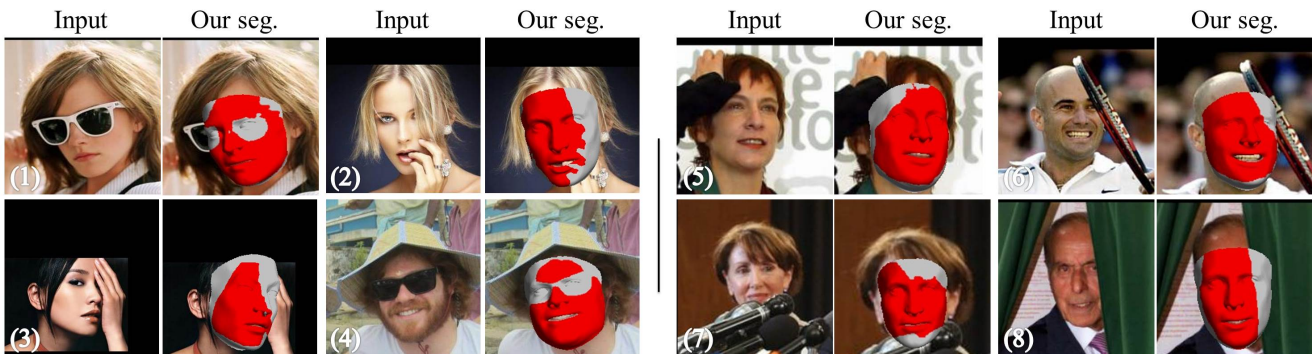 Input Our seg. Input Our seg. Input Our seg. Input Our seg.
(1) (2) (5) (6)
(3) (4) (7) (8)